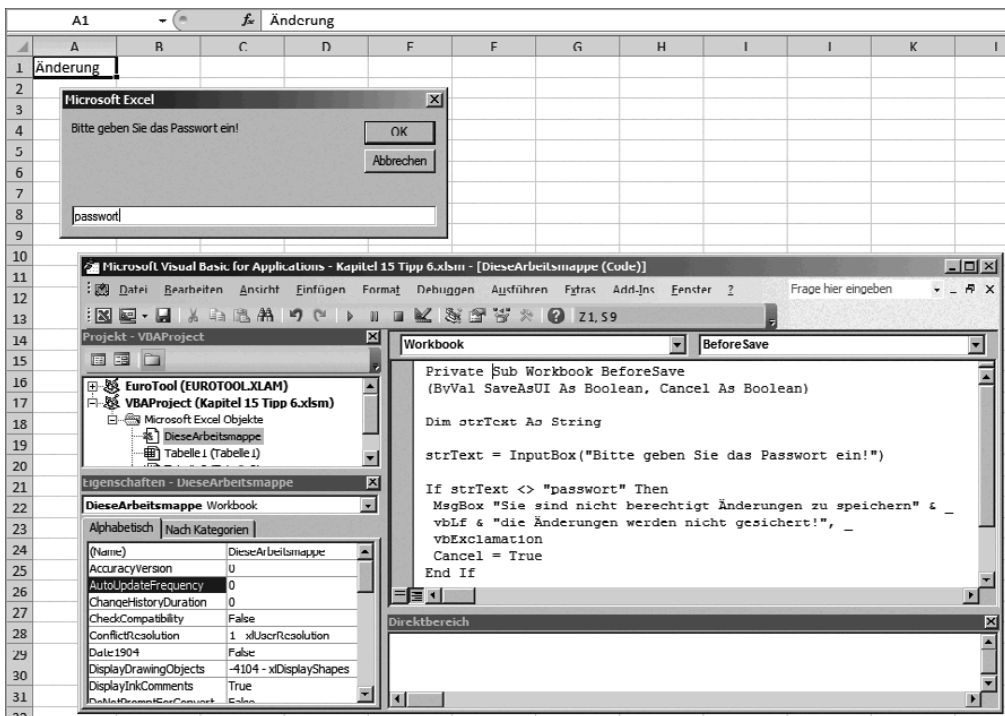 A1 fx Änderung
A B C D E F G H I J K L
1 Änderung
2
3
4
5
6
7
8
9
10
11
12
13
14
15
16
17
18
19
20
21
22
23
24
25
26
27
28
29
30
31
Microsoft Excel
Bitte geben Sie das Passwort ein!
OK
Abbrechen
passwort
Microsoft Visual Basic for Applications - Kapitel 15 Tipp 6.xlsm - [DieseArbeitsmappe (Code)]
Datei Bearbeiten Ansicht Einfügen Format Debuggen Ausführen Extras Add-Ins Fenster ? Frage hier eingeben
Z1, S9
Projekt - VBAProject
EuroTool (EUROTOOL.XLAM)
VBAProject (Kapitel 15 Tipp 6.xlsm)
Microsoft Excel Objekte
DieseArbeitsmappe
Tabelle1 (Tabelle1)
Eigenschaften - DieseArbeitsmappe
DieseArbeitsmappe Workbook
Alphabetisch Nach Kategorien
(Name) DieseArbeitsmappe
AccuracyVersion 0
AutoUpdateFrequency 0
ChangeHistoryDuration 0
CheckCompatibility False
ConflictResolution 1 - xlUserResolution
Date1904 False
DisplayDrawingObjects -4104 - xlDisplayShapes
DisplayInkComments True
DoNotPromptForConvert False
Workbook BeforeSave
Private Sub Workbook BeforeSave
(ByVal SaveAsUI As Boolean, Cancel As Boolean)
Dim strText As String
strText = InputBox("Bitte geben Sie das Passwort ein!")
If strText <> "passwort" Then
MsgBox "Sie sind nicht berechtigt Änderungen zu speichern" & _
vbLf & "die Änderungen werden nicht gesichert!", _
vbExclamation
Cancel = True
End If
Direktbereich